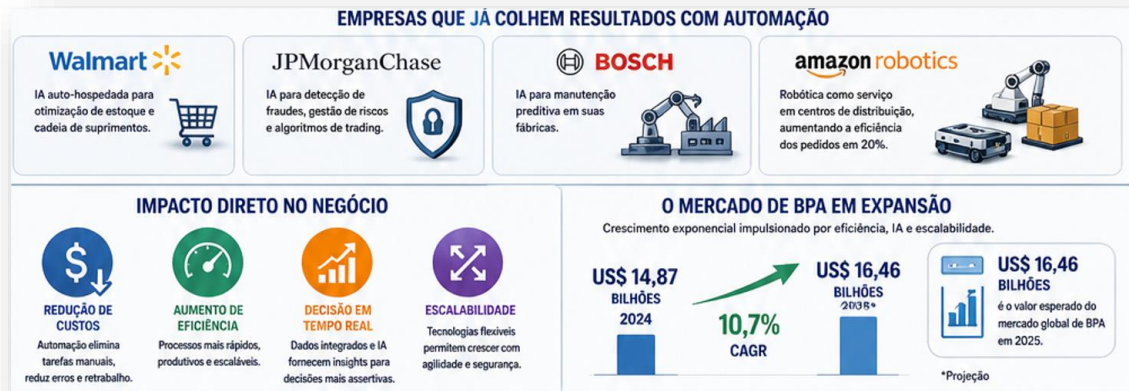 EMPRESAS QUE JÁ COLHEM RESULTADOS COM AUTOMAÇÃO
Walmart
IA auto-hospedada para
otimização de estoque e
cadeia de suprimentos.
JPMorganChase
IA para detecção de
fraudes, gestão de riscos
e algoritmos de trading.
BOSCH
IA para manutenção
preditiva em suas
fábricas.
amazon robotics
Robótica como serviço
em centros de distribuição,
aumentando a eficiência
dos pedidos em 20%.
IMPACTO DIRETO NO NEGÓCIO
$
REDUÇÃO DE
CUSTOS
Automação elimina
tarefas manuais,
reduz erros e retrabalho.
AUMENTO DE
EFICIÊNCIA
Processos mais rápidos,
produtivos e escaláveis.
DECISÃO EM
TEMPO REAL
Dados integrados e IA
fornecem insights para
decisões mais assertivas.
ESCALABILIDADE
Tecnologias flexíveis
permitem crescer com
agilidade e segurança.
O MERCADO DE BPA EM EXPANSÃO
Crescimento exponencial impulsionado por eficiência, IA e escalabilidade.
US$ 14,87
BILHÕES
2024
10,7%
CAGR
US$ 16,46
BILHÕES
US$ 16,46
BILHÕES
é o valor esperado do
mercado global de BPA
em 2025.
*Projeção